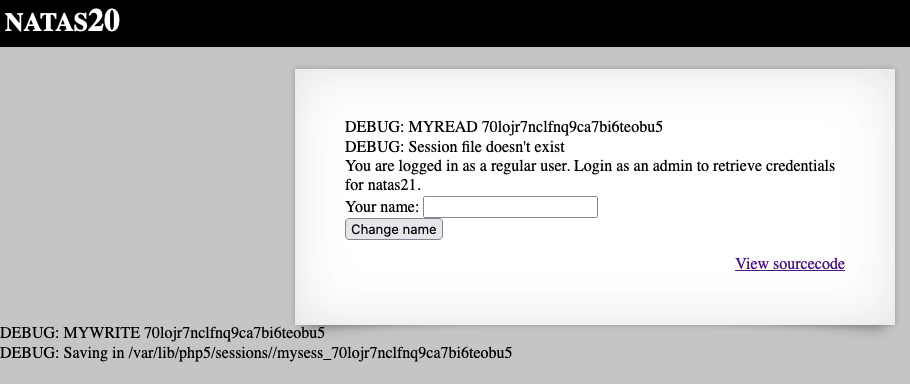 NATAS20
DEBUG: MYREAD 70lojr7nclfnq9ca7bi6teobu5
DEBUG: Session file doesn't exist
You are logged in as a regular user. Login as an admin to retrieve credentials
for natas21.
Your name:
Change name
View sourcecode
DEBUG: MYWRITE 70lojr7nclfnq9ca7bi6teobu5
DEBUG: Saving in /var/lib/php5/sessions//mysess_70lojr7nclfnq9ca7bi6teobu5